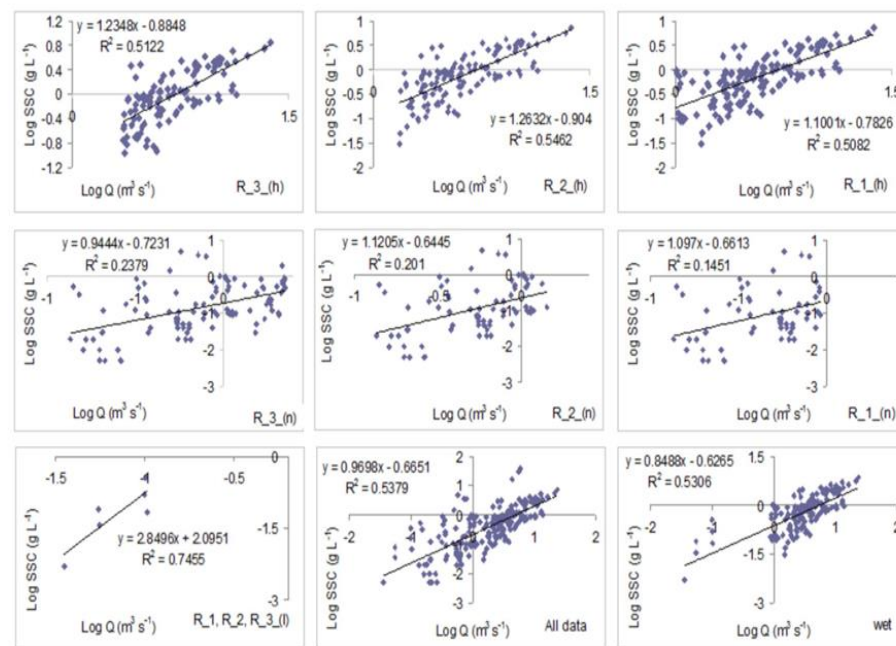 y = 1.2348x - 0.8848
R² = 0.5122
Log SSC (g L⁻¹)
1.2
0.8
0.4
0
-0.4
-0.8
-1.2
0
1.5
Log Q (m³ s⁻¹)
R_3_(h)
Log SSC (g L⁻¹)
1
0.5
0
-0.5
-1
-1.5
-2
0
1.5
y = 1.2632x - 0.904
R² = 0.5462
Log Q (m³ s⁻¹)
R_2_(h)
Log SSC (g L⁻¹)
1
0.5
0
-0.5
-1
-1.5
-2
0
1.5
y = 1.1001x - 0.7826
R² = 0.5082
Log Q (m³ s⁻¹)
R_1_(h)
y = 0.9444x - 0.7231
R² = 0.2379
Log SSC (g L⁻¹)
1
0
-1
-2
-3
-1
-1
0
Log Q (m³ s⁻¹)
R_3_(n)
y = 1.1205x - 0.6445
R² = 0.201
Log SSC (g L⁻¹)
1
0
-1
-2
-3
-1
-0.5
0
Log Q (m³ s⁻¹)
R_2_(n)
y = 1.097x - 0.6613
R² = 0.1451
Log SSC (g L⁻¹)
1
0
-1
-2
-3
-1
-1
0
Log Q (m³ s⁻¹)
R_1_(n)
Log SSC (g L⁻¹)
0
-1.5
-3
-1.5
-0.5
y = 2.8496x + 2.0951
R² = 0.7455
Log Q (m³ s⁻¹)
R_1, R_2, R_3_(l)
y = 0.9698x - 0.6651
R² = 0.5379
Log SSC (g L⁻¹)
2
1
0
-1
-2
-3
-2
-1
0
1
2
Log Q (m³ s⁻¹)
All data
y = 0.8488x - 0.6265
R² = 0.5306
Log SSC (g L⁻¹)
1.5
0
-1.5
-3
-2
-1
0
1
2
Log Q (m³ s⁻¹)
wet